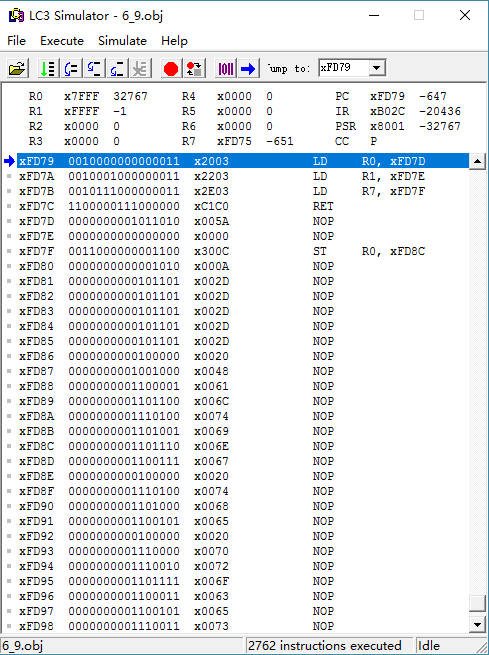 LC3 Simulator - 6_9.obj
File Execute Simulate Help
Jump to: xFD79
R0 x7FFF 32767 R4 x0000 0 PC xFD79 -647
R1 xFFFF -1 R5 x0000 0 IR xB02C -20436
R2 x0000 0 R6 x0000 0 PSR x8001 -32767
R3 x0000 0 R7 xFD75 -651 CC P
xFD79 0010000000000011 x2003 LD R0, xFD7D
xFD7A 0010001000000011 x2203 LD R1, xFD7E
xFD7B 0010111000000011 x2E03 LD R7, xFD7F
xFD7C 1100000111000000 xC1C0 RET
xFD7D 0000000001011010 x005A NOP
xFD7E 0000000000000000 x0000 NOP
xFD7F 0011000000001100 x300C ST R0, xFD8C
xFD80 0000000000001010 x000A NOP
xFD81 0000000000101101 x002D NOP
xFD82 0000000000101101 x002D NOP
xFD83 0000000000101101 x002D NOP
xFD84 0000000000101101 x002D NOP
xFD85 0000000000101101 x002D NOP
xFD86 0000000000100000 x0020 NOP
xFD87 0000000001001000 x0048 NOP
xFD88 0000000001100001 x0061 NOP
xFD89 0000000001101100 x006C NOP
xFD8A 0000000001110100 x0074 NOP
xFD8B 0000000001101001 x0069 NOP
xFD8C 0000000001101110 x006E NOP
xFD8D 0000000001100111 x0067 NOP
xFD8E 0000000000100000 x0020 NOP
xFD8F 0000000001110100 x0074 NOP
xFD90 0000000001101000 x0068 NOP
xFD91 0000000001100101 x0065 NOP
xFD92 0000000000100000 x0020 NOP
xFD93 0000000001110000 x0070 NOP
xFD94 0000000001110010 x0072 NOP
xFD95 0000000001101111 x006F NOP
xFD96 0000000001100011 x0063 NOP
xFD97 0000000001100101 x0065 NOP
xFD98 0000000001110011 x0073 NOP
6_9.obj 2762 instructions executed Idle